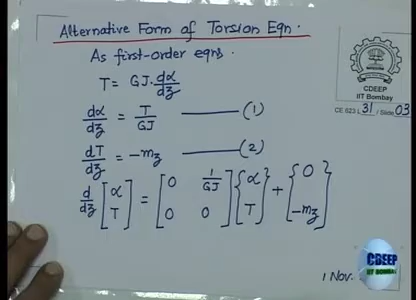 Alternative Form of Torsion Eqn.
As first-order eqns.
T = GJ · dα/dz
dα/dz = T/GJ ——— (1)
dT/dz = -mz ——— (2)
d/dz [α T] = [0 1/GJ 0 0] {α T} + {0 -mz}
CDEEP
IIT Bombay
CE 623 L 31 / Slide 03
CDEEP
IIT BOMBAY
1 Nov.